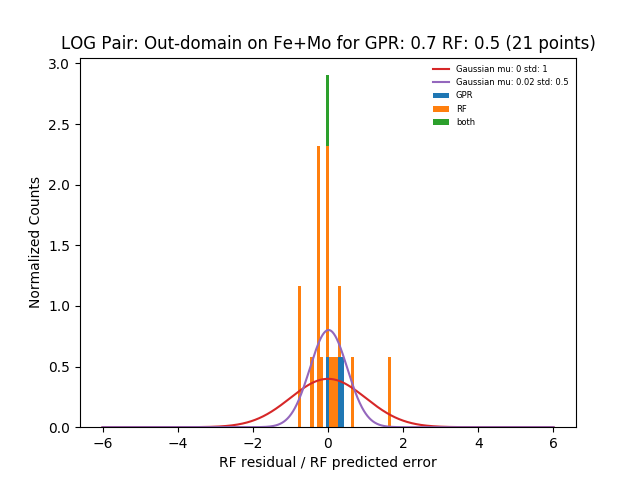 LOG Pair: Out-domain on Fe+Mo for GPR: 0.7 RF: 0.5 (21 points)
Gaussian mu: 0 std: 1
Gaussian mu: 0.02 std: 0.5
GPR
RF
both
Normalized Counts
3.0
2.5
2.0
1.5
1.0
0.5
0.0
−6 −4 −2 0 2 4 6
RF residual / RF predicted error